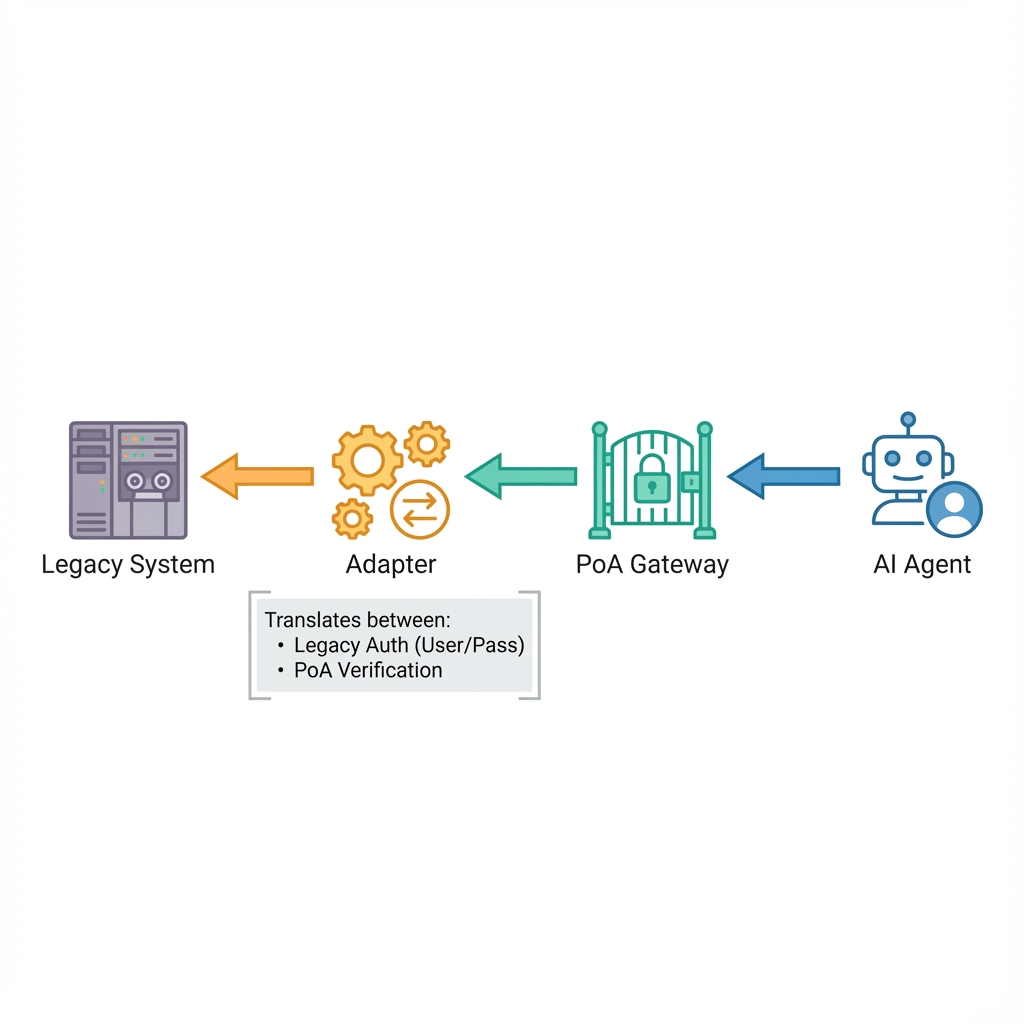 Legacy System
Adapter
PoA Gateway
AI Agent
Translates between:
• Legacy Auth (User/Pass)
• PoA Verification